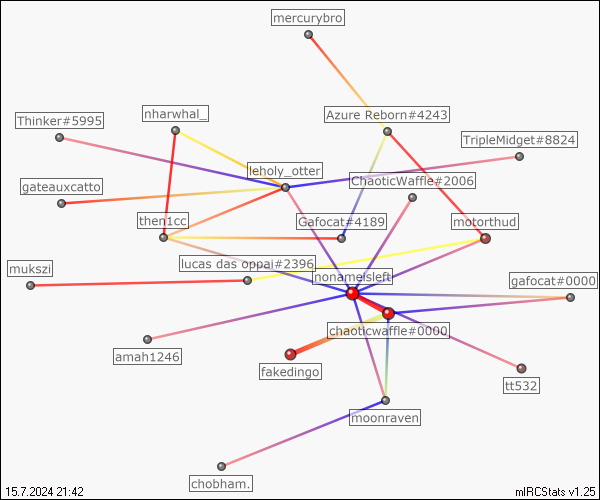 mercurybro
Thinker#5995
nharwhal_
Azure Reborn#4243
TripleMidget#8824
leholy_otter
ChaoticWaffle#2006
gateauxcatto
then1cc
Gafocat#4189
motorthud
mukszi
lucas das oppai#2396
nonamersleft
gafocat#0000
chaoticwaffle#0000
amah1246
fakedingo
tt532
moonraven
chobham.
15.7.2024 21:42
mIRCStats v1.25